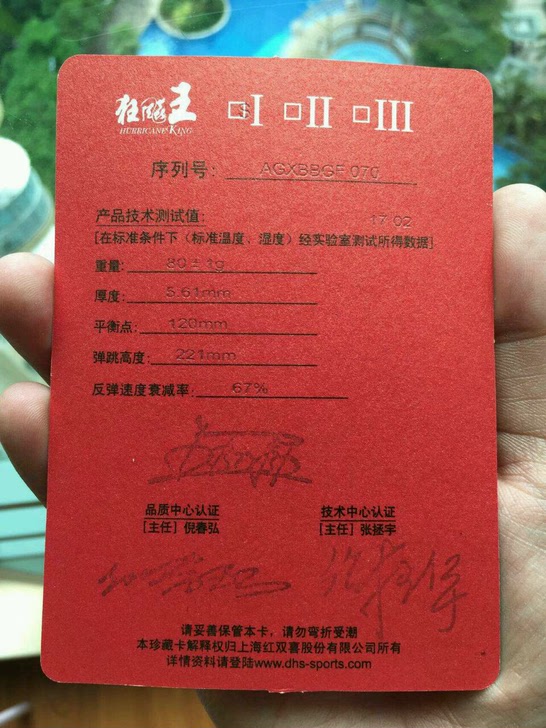 狂飚王 □I □II □III
HURRICANE KING
序列号: AGXBBGF 070
产品技术测试值: 17 02
[在标准条件下（标准温度、湿度）经实验室测试所得数据]
重量: 80±1g
厚度: 5.61mm
平衡点: 120mm
弹跳高度: 221mm
反弹速度衰减率: 67%
品质中心认证 技术中心认证
[主任] 倪春弘 [主任] 张拯宇
请妥善保管本卡，请勿弯折受潮
本珍藏卡解释权归上海红双喜股份有限公司所有
详情资料请登陆www.dhs-sports.com